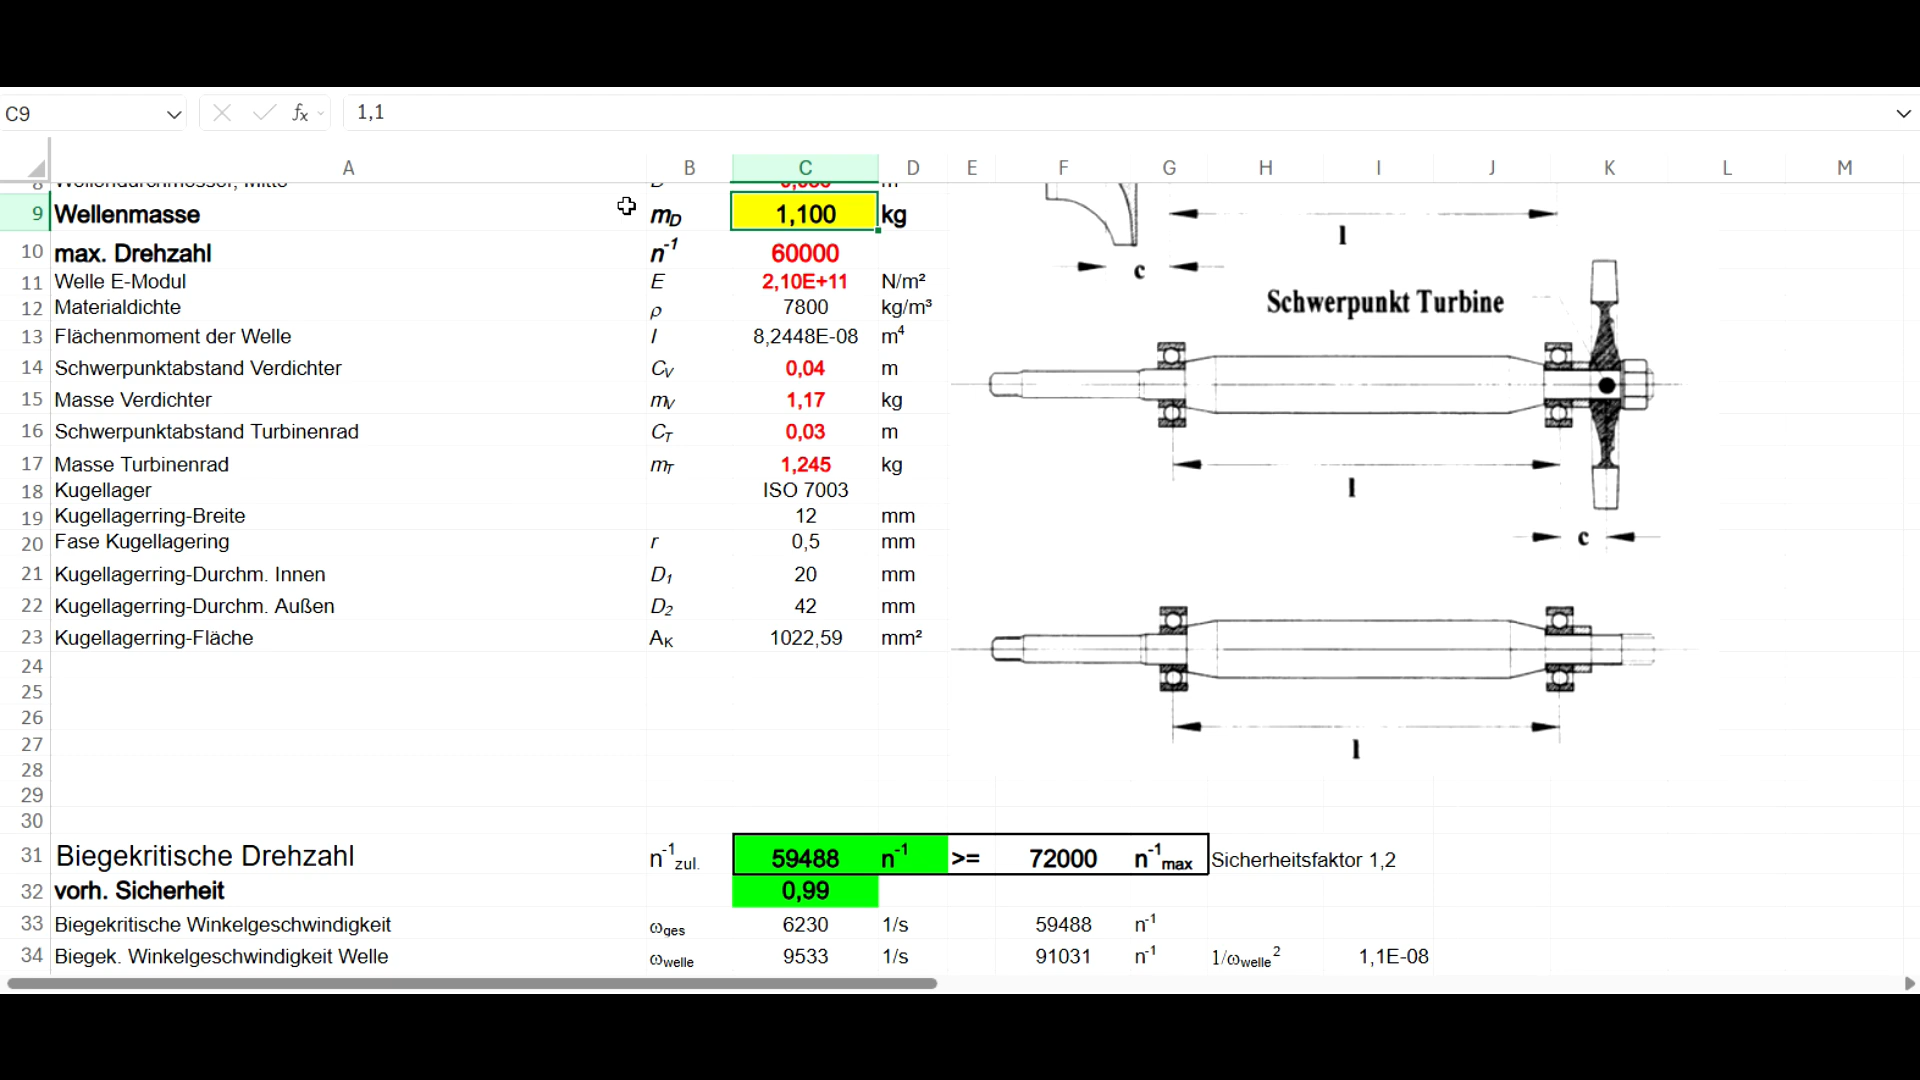 C9 fx 1,1
A B C D E F G H I J K L M
8 Wellendurchmesser, Mitte D m
9 Wellenmasse mD 1,100 kg
l
10 max. Drehzahl n-1 60000
c
11 Welle E-Modul E 2,10E+11 N/m²
Schwerpunkt Turbine
12 Materialdichte ρ 7800 kg/m³
13 Flächenmoment der Welle I 8,2448E-08 m4
14 Schwerpunktabstand Verdichter CV 0,04 m
15 Masse Verdichter mV 1,17 kg
16 Schwerpunktabstand Turbinenrad CT 0,03 m
17 Masse Turbinenrad mT 1,245 kg
18 Kugellager ISO 7003
l
19 Kugellagerring-Breite 12 mm
20 Fase Kugellagering r 0,5 mm
c
21 Kugellagerring-Durchm. Innen D1 20 mm
22 Kugellagerring-Durchm. Außen D2 42 mm
23 Kugellagerring-Fläche AK 1022,59 mm²
24
25
26
27
l
28
29
30
31 Biegekritische Drehzahl n-1zul. 59488 n-1 >= 72000 n-1max Sicherheitsfaktor 1,2
32 vorh. Sicherheit 0,99
33 Biegekritische Winkelgeschwindigkeit ωges 6230 1/s 59488 n-1
34 Biegek. Winkelgeschwindigkeit Welle ωwelle 9533 1/s 91031 n-1 1/ωwelle2 1,1E-08